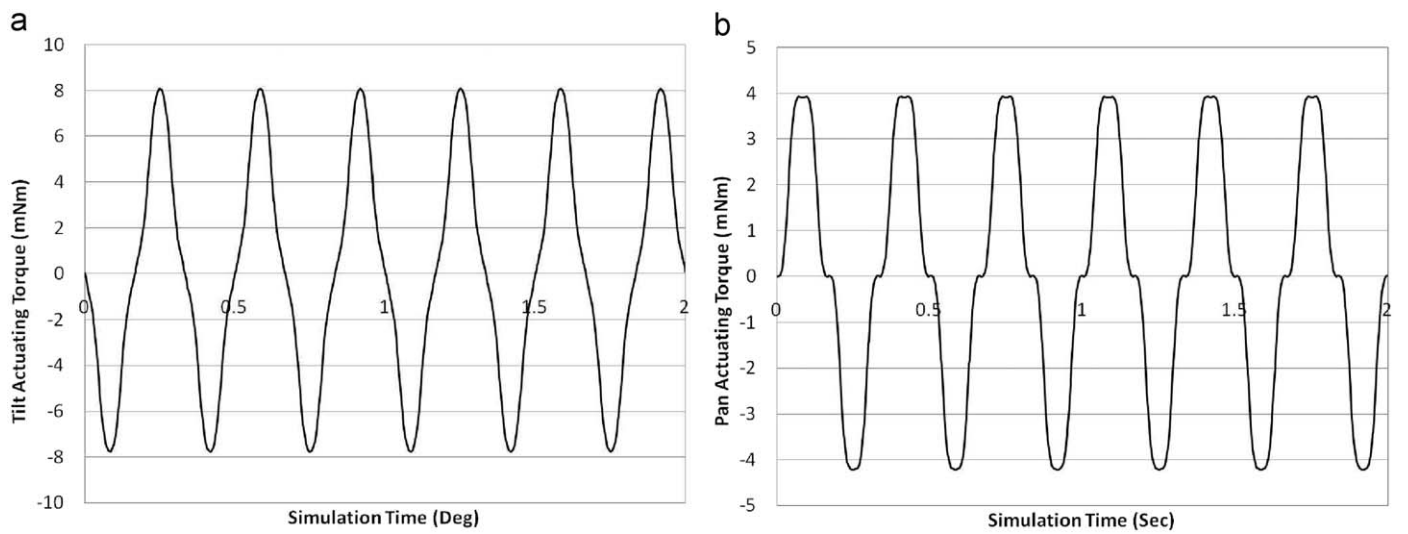 a
10
8
6
4
2
0
-2
-4
-6
-8
-10
0 0.5 1 1.5 2
Tilt Actuating Torque (mNm)
Simulation Time (Deg)
b
5
4
3
2
1
0
-1
-2
-3
-4
-5
0 0.5 1 1.5 2
Pan Actuating Torque (mNm)
Simulation Time (Sec)